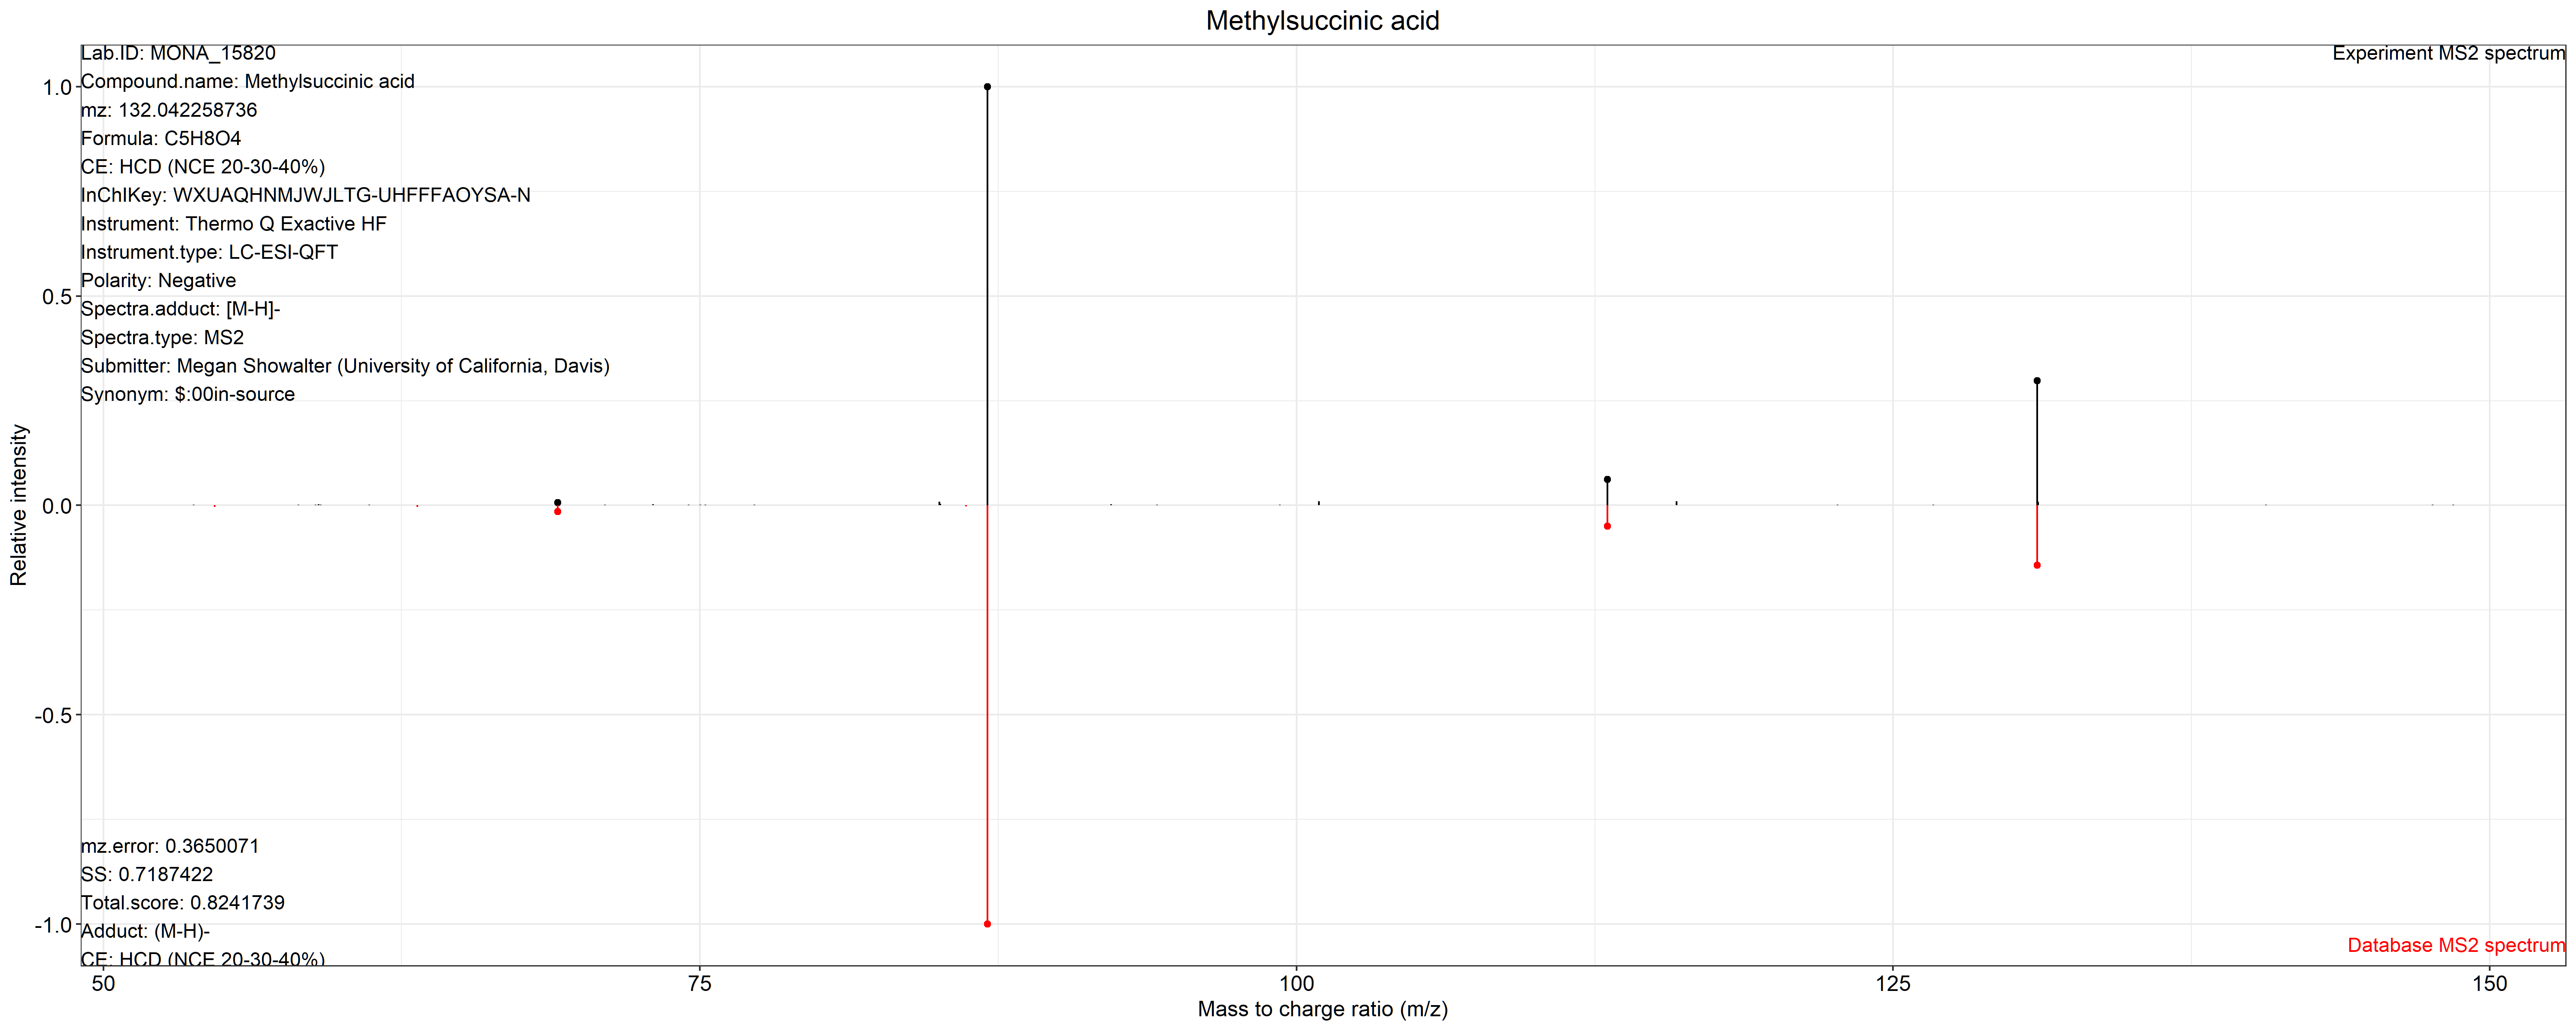 Methylsuccinic acid
Lab.ID: MONA_15820
Experiment MS2 spectrum
Compound.name: Methylsuccinic acid
mz: 132.042258736
Formula: C5H8O4
CE: HCD (NCE 20-30-40%)
InChIKey: WXUAQHNMJWJLTG-UHFFFAOYSA-N
Instrument: Thermo Q Exactive HF
Instrument.type: LC-ESI-QFT
Polarity: Negative
Spectra.adduct: [M-H]-
Spectra.type: MS2
Submitter: Megan Showalter (University of California, Davis)
Synonym: $:00in-source
1.0
0.5
0.0
-0.5
-1.0
Relative intensity
mz.error: 0.3650071
SS: 0.7187422
Total.score: 0.8241739
Adduct: (M-H)-
CE: HCD (NCE 20-30-40%)
Database MS2 spectrum
50 75 100 125 150
Mass to charge ratio (m/z)